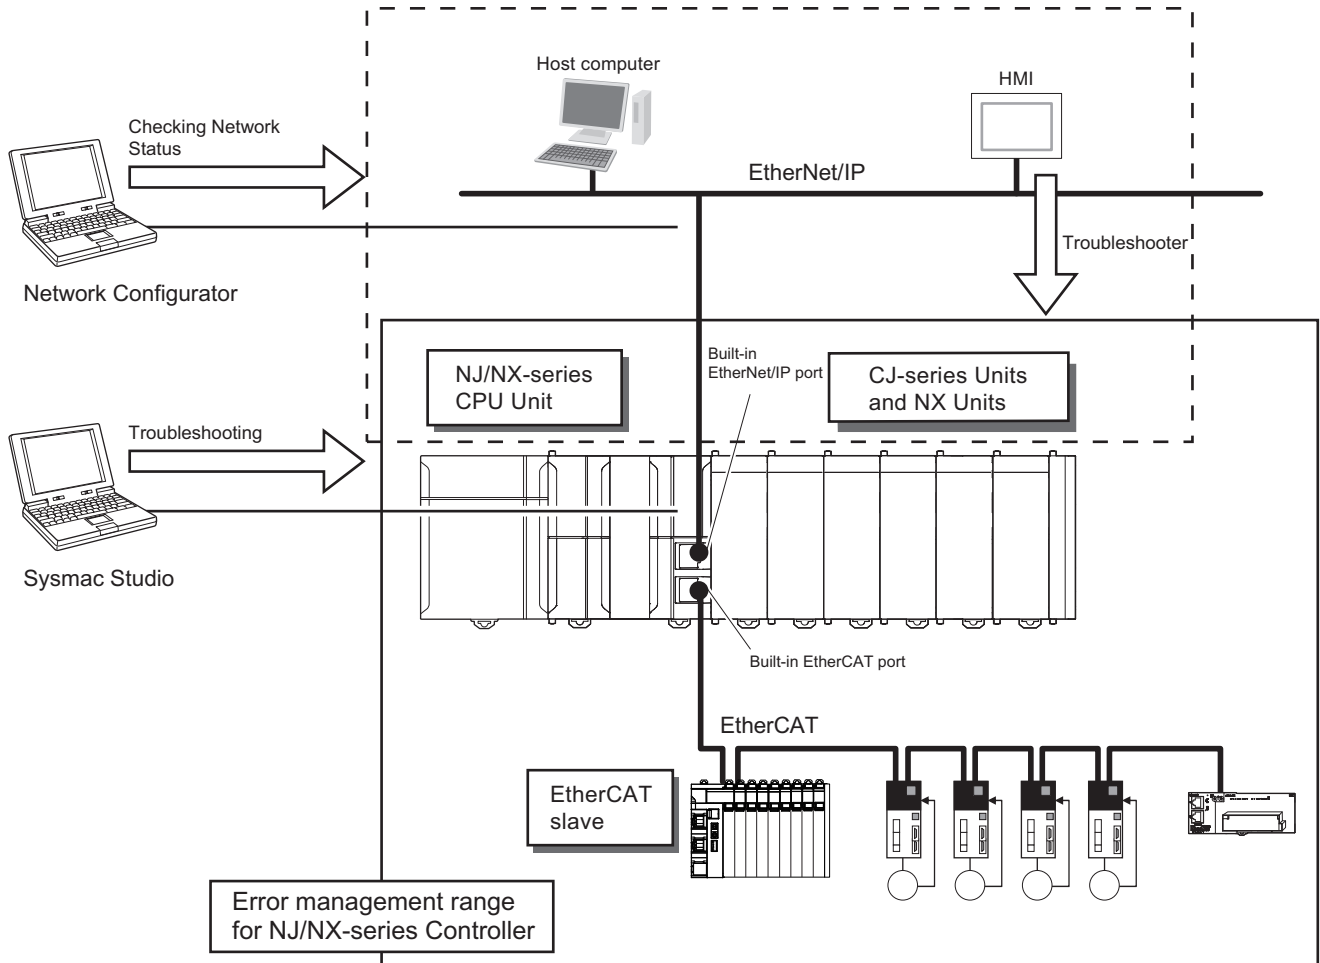 Host computer
HMI
Checking Network
Status
EtherNet/IP
Troubleshooter
Network Configurator
Built-in
EtherNet/IP port
NJ/NX-series
CPU Unit
CJ-series Units
and NX Units
Troubleshooting
Sysmac Studio
Built-in EtherCAT port
EtherCAT
EtherCAT
slave
Error management range
for NJ/NX-series Controller